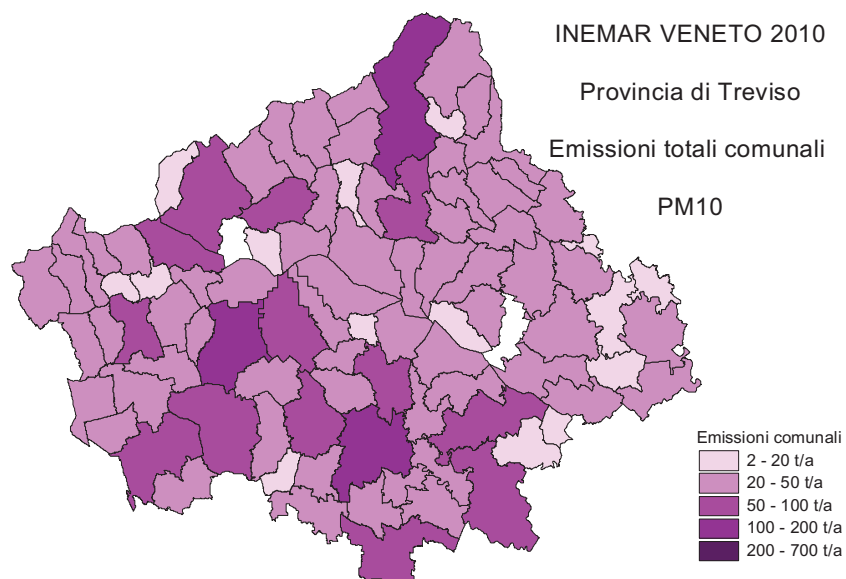 INEMAR VENETO 2010
Provincia di Treviso
Emissioni totali comunali
PM10
Emissioni comunali
2 - 20 t/a
20 - 50 t/a
50 - 100 t/a
100 - 200 t/a
200 - 700 t/a